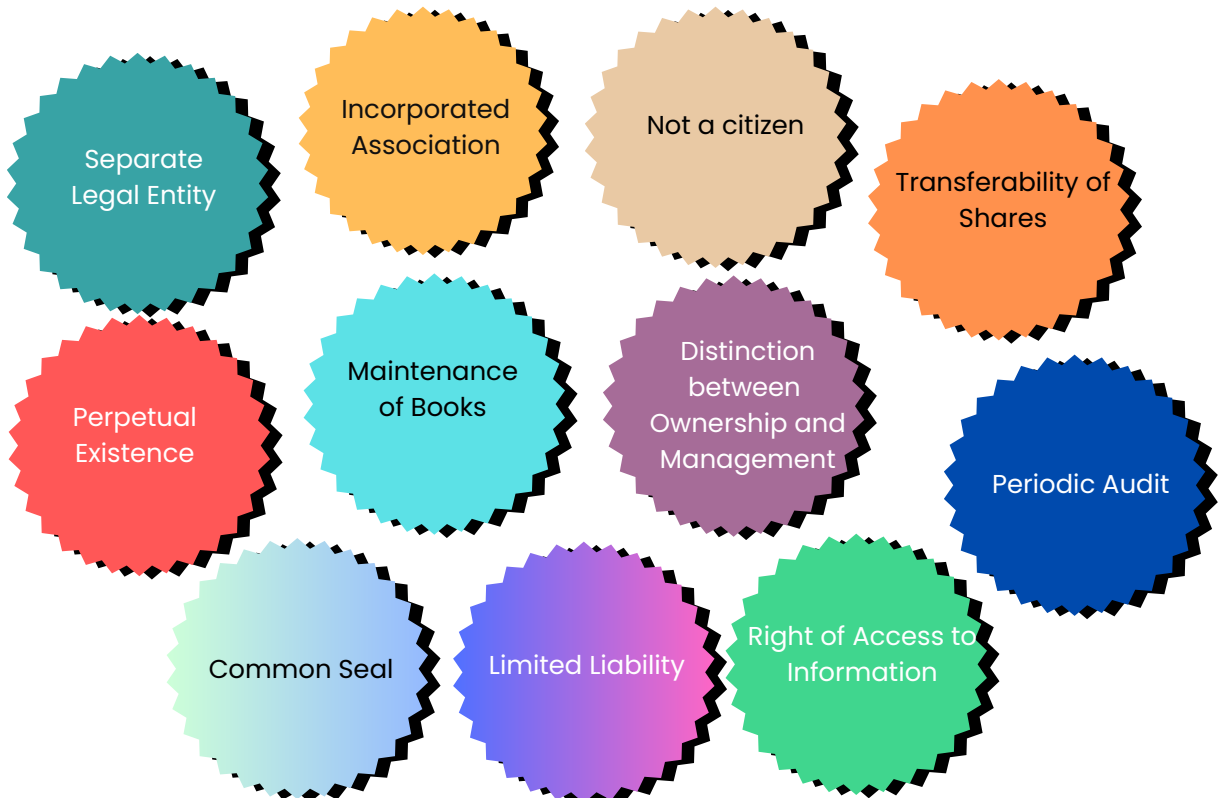 Separate
Legal Entity
Incorporated
Association
Not a citizen
Transferability of
Shares
Perpetual
Existence
Maintenance
of Books
Distinction
between
Ownership and
Management
Periodic Audit
Common Seal
Limited Liability
Right of Access to
Information